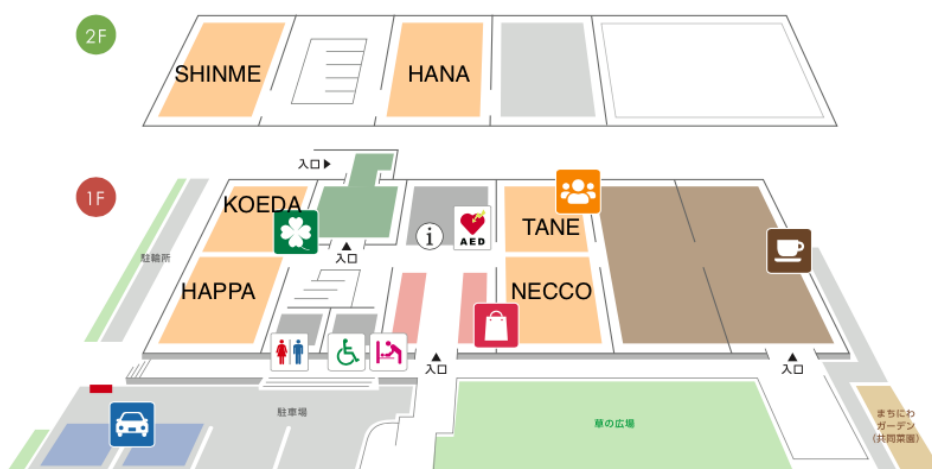 2F
SHINME
HANA
入口▶
1F
KOEDA
i
AED
TANE
▲
入口
駐輪所
HAPPA
NECCO
▲
入口
▲
入口
駐車場
草の広場
まちにわ
ガーデン
(共同菜園)